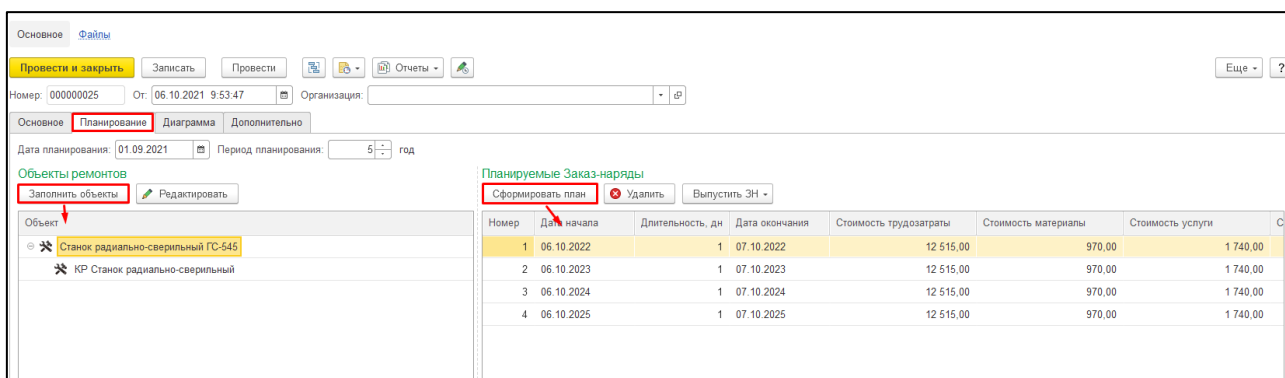 Основное Файлы
Провести и закрыть Записать Провести Отчеты Еще ?
Номер: 000000025 От: 06.10.2021 9:53:47 Организация:
Основное Планирование Диаграмма Дополнительно
Дата планирования: 01.09.2021 Период планирования: 5 год
Объекты ремонтов Планируемые Заказ-наряды
Заполнить объекты Редактировать Сформировать план Удалить Выпустить ЗН
Объект Номер Дата начала Длительность, дн Дата окончания Стоимость трудозатраты Стоимость материалы Стоимость услуги С
Станок радиально-сверильный ГС-545 1 06.10.2022 1 07.10.2022 12 515,00 970,00 1 740,00
КР Станок радиально-сверильный 2 06.10.2023 1 07.10.2023 12 515,00 970,00 1 740,00
3 06.10.2024 1 07.10.2024 12 515,00 970,00 1 740,00
4 06.10.2025 1 07.10.2025 12 515,00 970,00 1 740,00